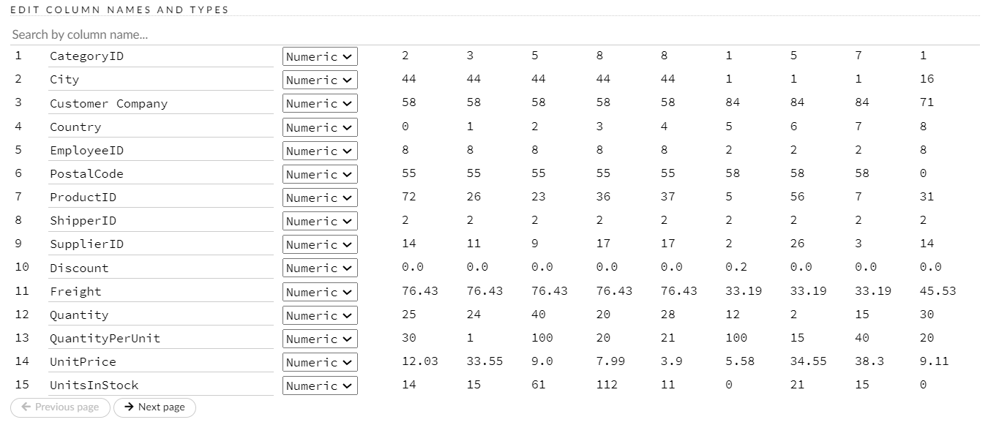 EDIT COLUMN NAMES AND TYPES
Search by column name...
1 CategoryID Numeric 2 3 5 8 8 1 5 7 1
2 City Numeric 44 44 44 44 44 1 1 1 16
3 Customer Company Numeric 58 58 58 58 58 84 84 84 71
4 Country Numeric 0 1 2 3 4 5 6 7 8
5 EmployeeID Numeric 8 8 8 8 8 2 2 2 8
6 PostalCode Numeric 55 55 55 55 55 58 58 58 0
7 ProductID Numeric 72 26 23 36 37 5 56 7 31
8 ShipperID Numeric 2 2 2 2 2 2 2 2 2
9 SupplierID Numeric 14 11 9 17 17 2 26 3 14
10 Discount Numeric 0.0 0.0 0.0 0.0 0.0 0.2 0.0 0.0 0.0
11 Freight Numeric 76.43 76.43 76.43 76.43 76.43 33.19 33.19 33.19 45.53
12 Quantity Numeric 25 24 40 20 28 12 2 15 30
13 QuantityPerUnit Numeric 30 1 100 20 21 100 15 40 20
14 UnitPrice Numeric 12.03 33.55 9.0 7.99 3.9 5.58 34.55 38.3 9.11
15 UnitsInStock Numeric 14 15 61 112 11 0 21 15 0
← Previous page → Next page